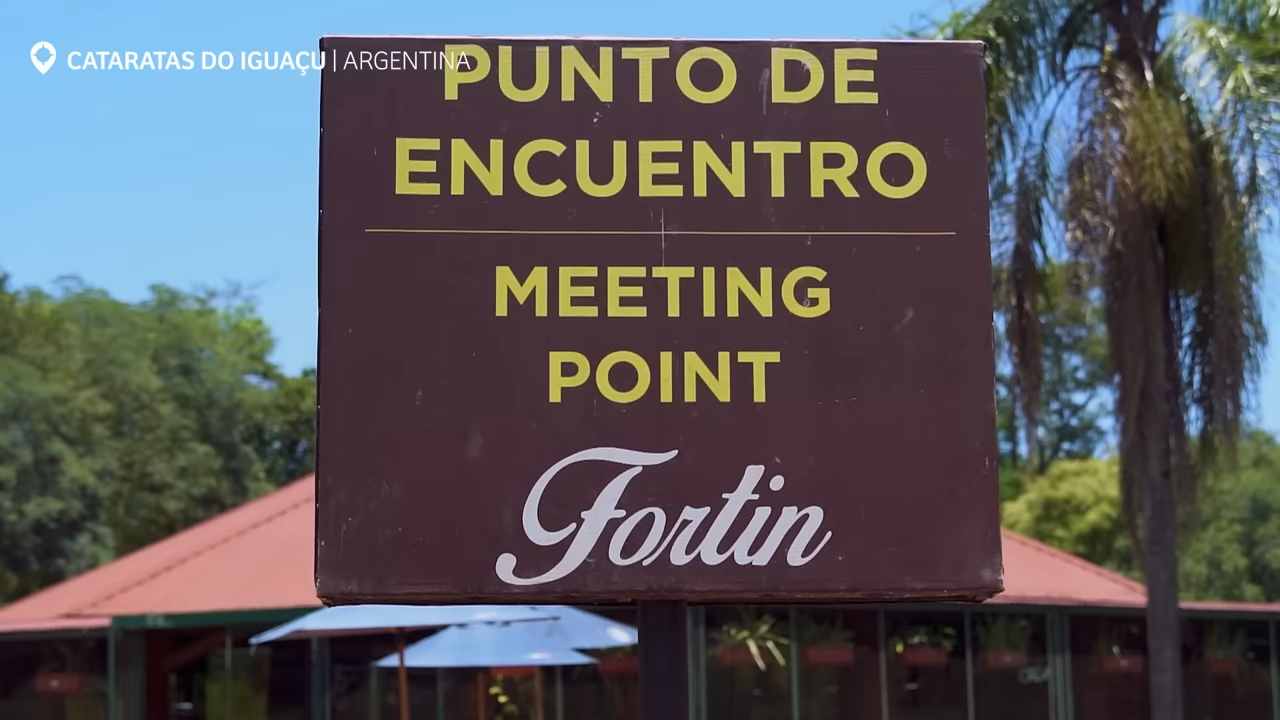 CATARATAS DO IGUAÇU | ARGENTINA
PUNTO DE
ENCUENTRO
MEETING
POINT
Fortin